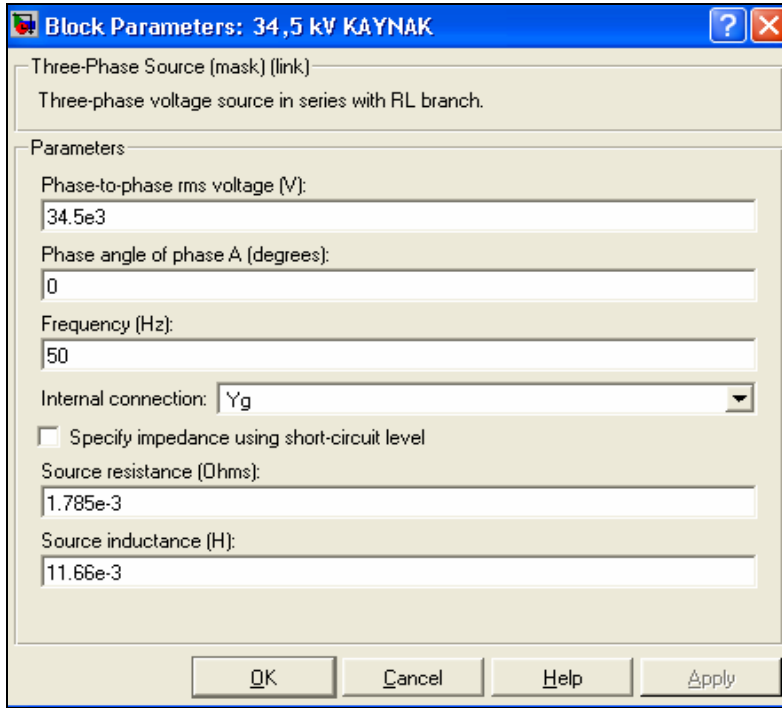 Block Parameters: 34,5 kV KAYNAK
Three-Phase Source (mask) (link)
Three-phase voltage source in series with RL branch.
Parameters
Phase-to-phase rms voltage (V):
34.5e3
Phase angle of phase A (degrees):
0
Frequency (Hz):
50
Internal connection: Yg
Specify impedance using short-circuit level
Source resistance (Ohms):
1.785e-3
Source inductance (H):
11.66e-3
OK Cancel Help Apply